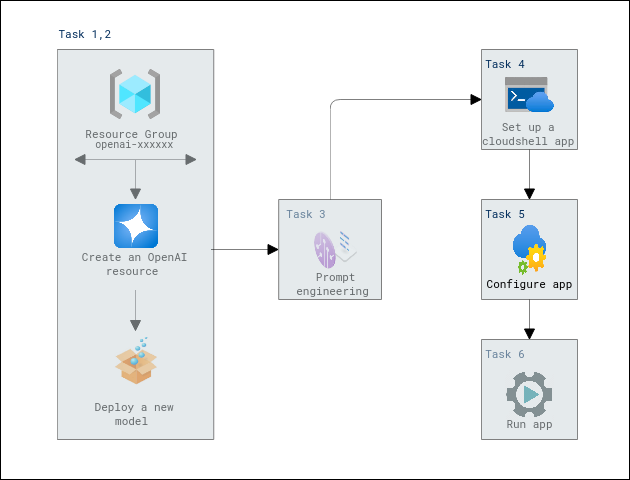 Task 1,2
Resource Group
openai-xxxxxx
Create an OpenAI
resource
Deploy a new
model
Task 3
Prompt
engineering
Task 4
Set up a
cloudshell app
Task 5
Configure app
Task 6
Run app